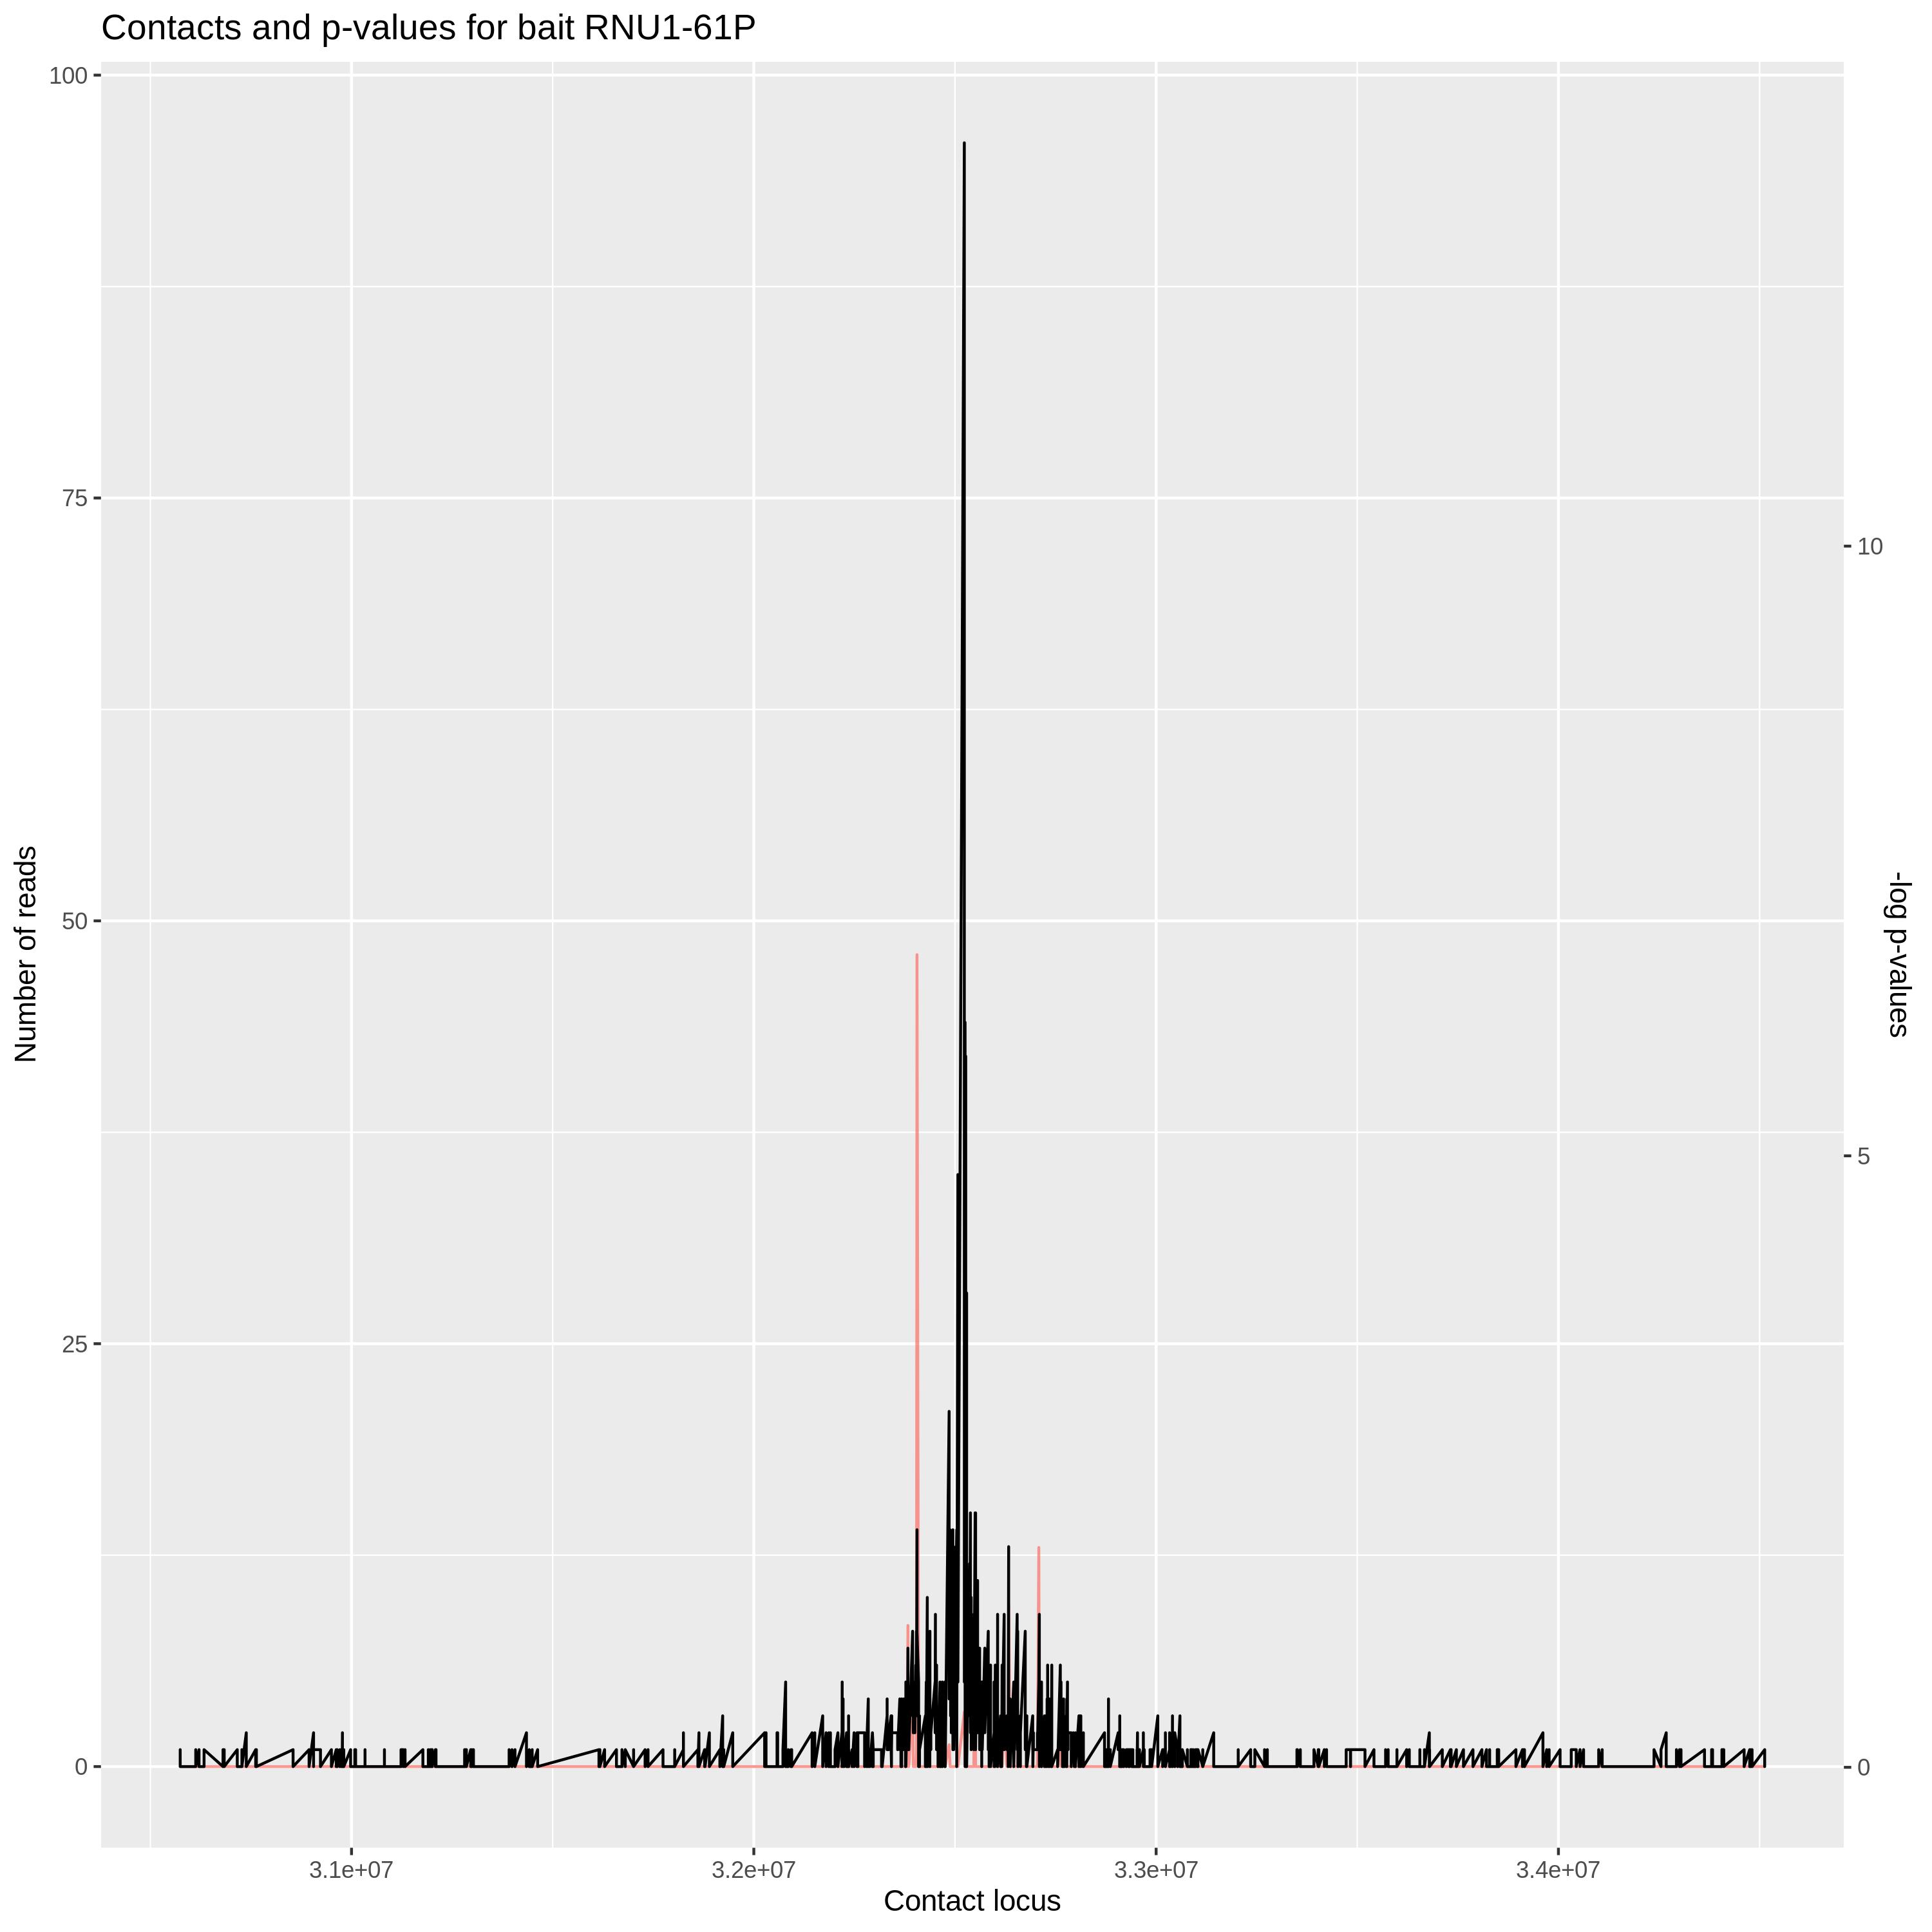 Contacts and p-values for bait RNU1-61P
100
75
50
25
0
Number of reads
10
5
0
-log p-values
3.1e+07
3.2e+07
3.3e+07
3.4e+07
Contact locus